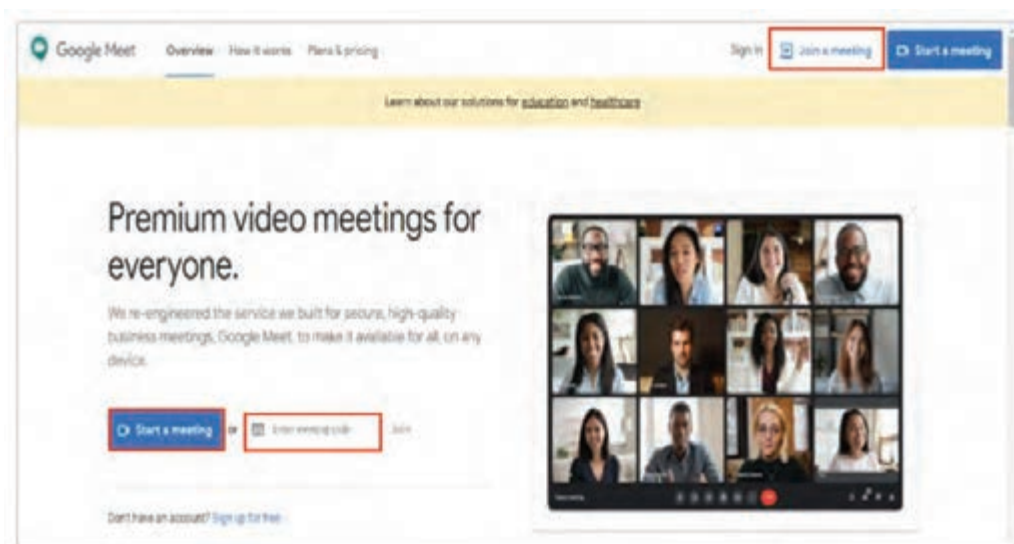 Google Meet Overview How it works Plans & pricing Sign in Join a meeting Start a meeting
Learn about our solutions for education and healthcare
Premium video meetings for
everyone.
We re-engineered the service we built for secure, high-quality
business meetings, Google Meet, to make it available for all, on any
device.
Start a meeting or Enter meeting code Join
Don't have an account? Sign up for free